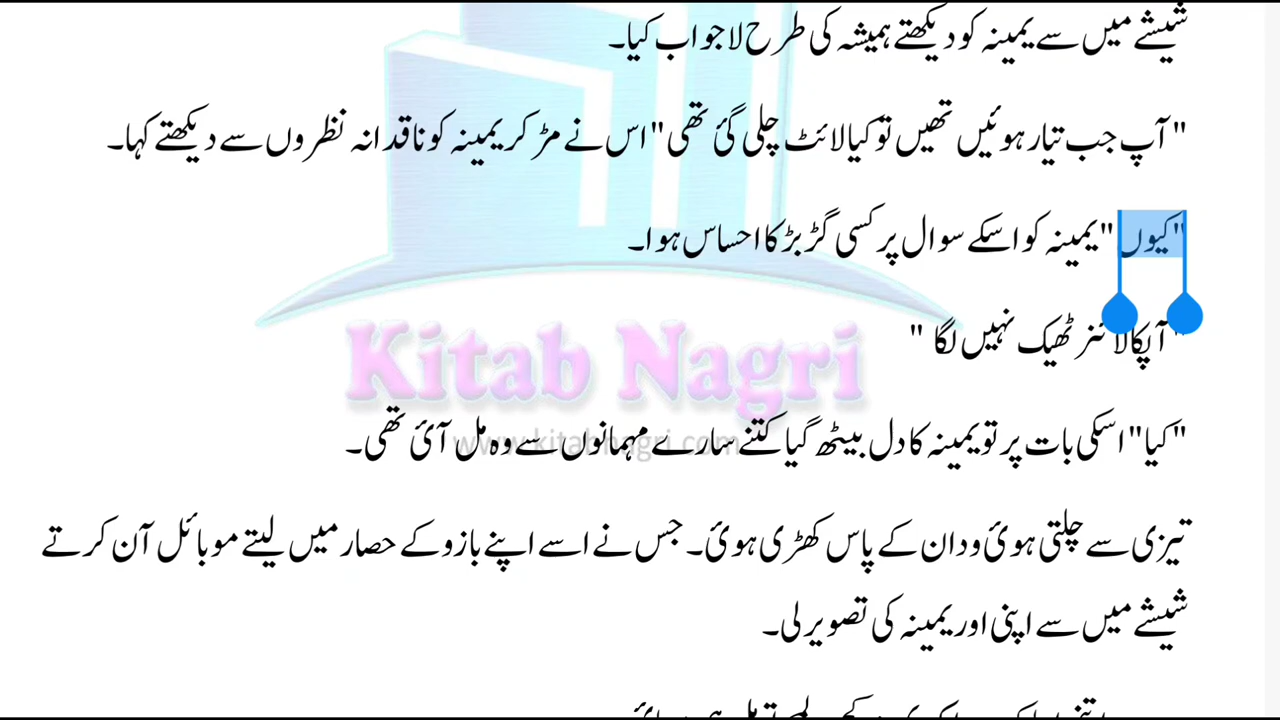 شیشے میں سے یمینہ کو دیکھتے ہمیشہ کی طرح لاجواب کیا۔
"آپ جب تیار ہوئیں تھیں تو کیا لائٹ چلی گئ تھی" اس نے مڑ کر یمینہ کو ناقدانہ نظروں سے دیکھتے کہا۔
"کیوں" یمینہ کو اسکے سوال پر کسی گڑبڑ کا احساس ہوا۔
"آپکا لائنر ٹھیک نہیں لگا"
Kitab Nagri
"کیا" اسکی بات پر تو یمینہ کا دل بیٹھ گیا کتنے سارے مہمانوں سے وہ مل آئ تھی۔
www.kitabnagri.com
تیزی سے چلتی ہوئ ودان کے پاس کھڑی ہوئ۔ جس نے اسے اپنے بازو کے حصار میں لیتے موبائل آن کرتے
شیشے میں سے اپنی اور یمینہ کی تصویر لی۔